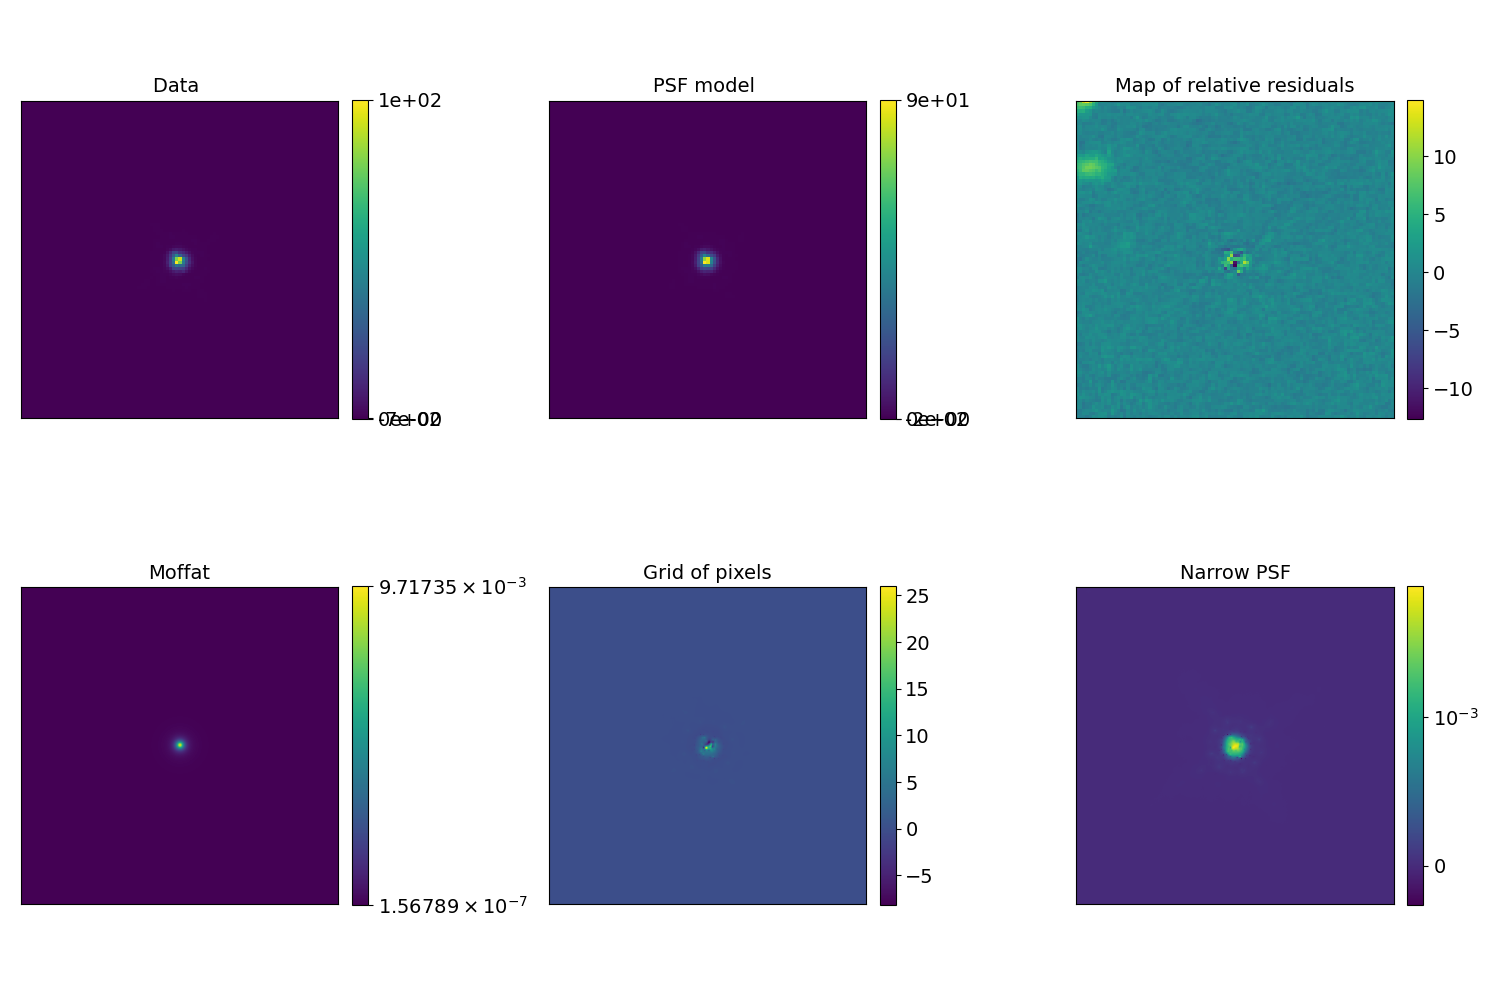 Data
PSF model
Map of relative residuals
1e+02
9e+01
10
5
0
−5
−10
Moffat
Grid of pixels
Narrow PSF
9.71735 × 10⁻³
1.56789 × 10⁻⁷
25
20
15
10
5
0
−5
10⁻³
0